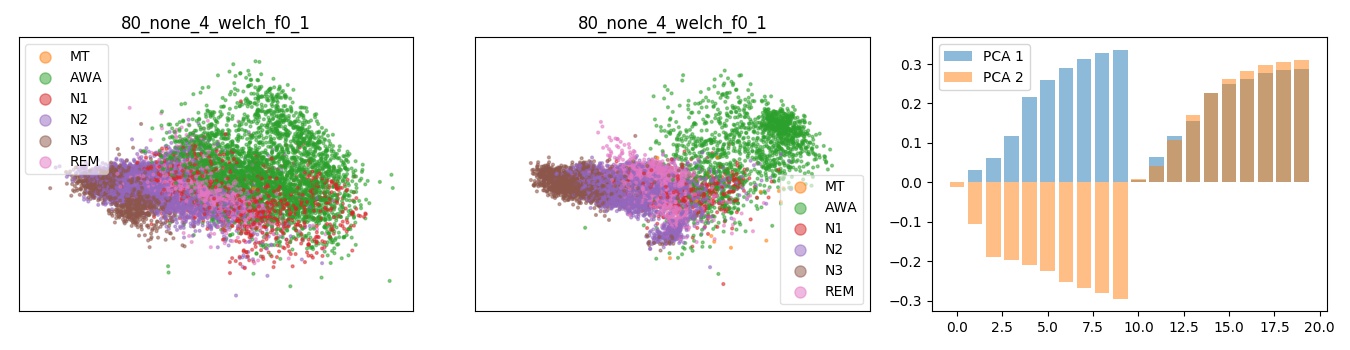 80_none_4_welch_f0_1
MT
AWA
N1
N2
N3
REM
80_none_4_welch_f0_1
MT
AWA
N1
N2
N3
REM
PCA 1
PCA 2
0.3
0.2
0.1
0.0
−0.1
−0.2
−0.3
0.0 2.5 5.0 7.5 10.0 12.5 15.0 17.5 20.0